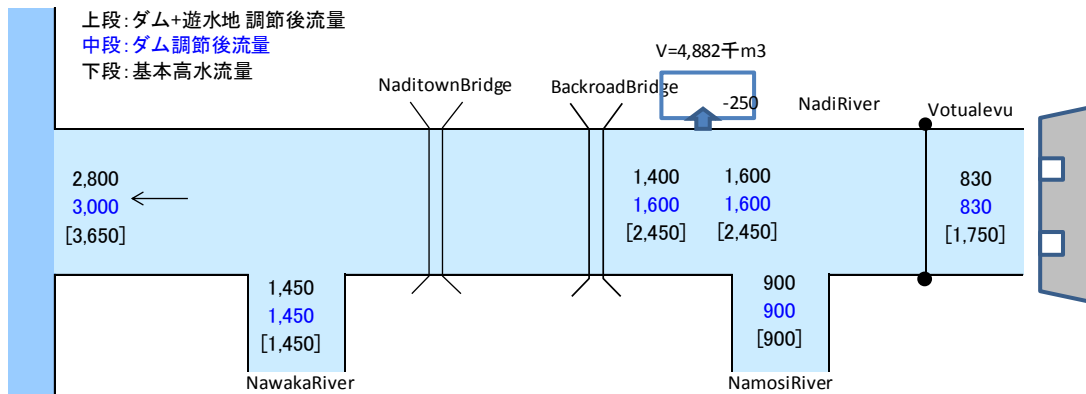 上段：ダム+遊水地 調節後流量
中段：ダム調節後流量
下段：基本高水流量
V=4,882千m3
NaditownBridge
BackroadBridge
-250
NadiRiver
Votualevu
2,800
3,000
[3,650]
1,400
1,600
[2,450]
1,600
1,600
[2,450]
830
830
[1,750]
1,450
1,450
[1,450]
NawakaRiver
900
900
[900]
NamosiRiver